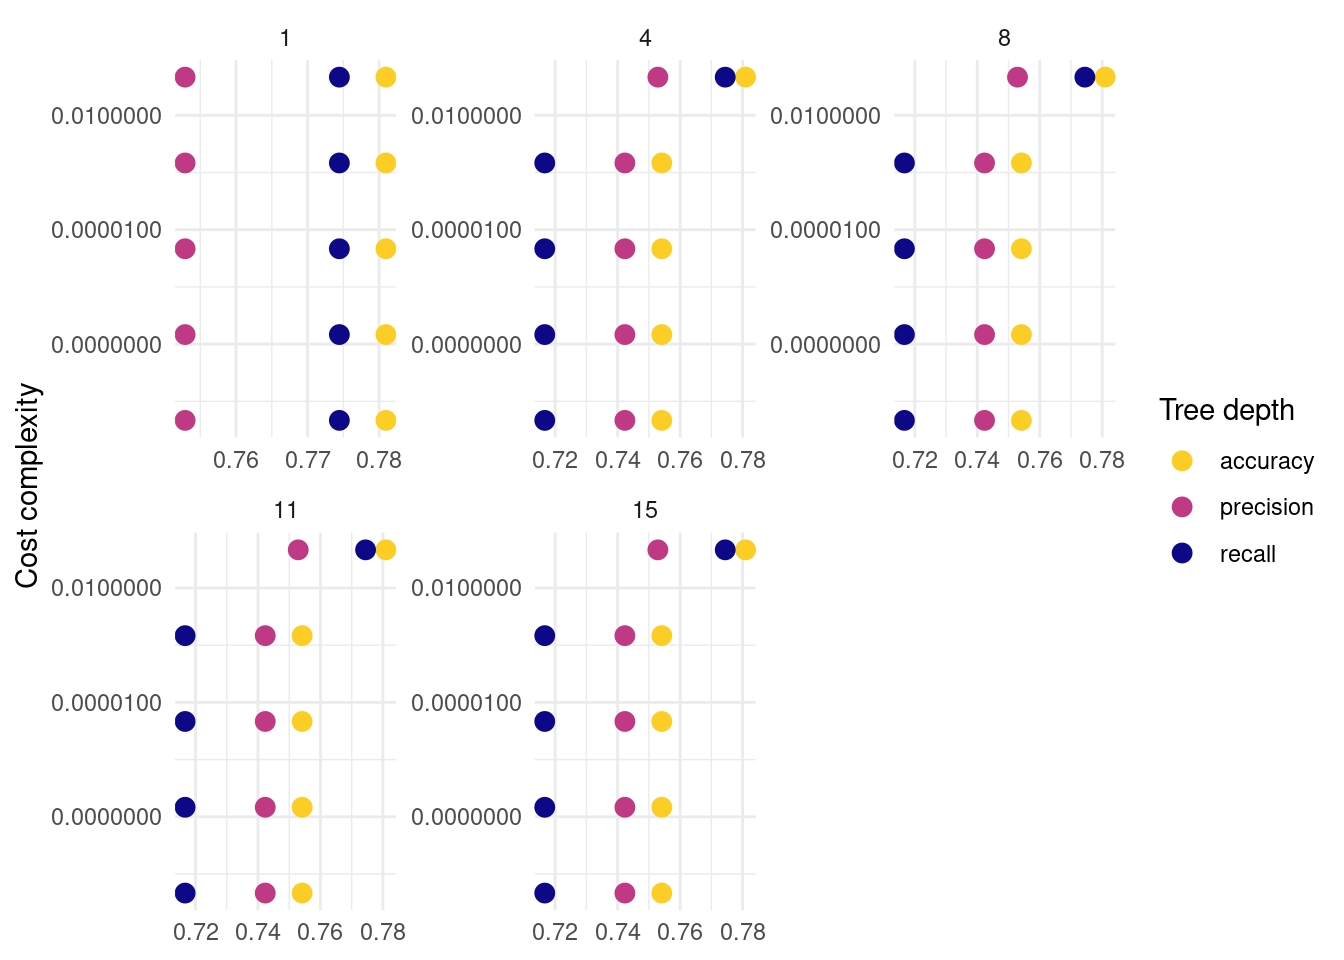 1 4 8
0.0100000 0.0100000 0.0100000
0.0000100 0.0000100 0.0000100
0.0000000 0.0000000 0.0000000
0.76 0.77 0.78 0.72 0.74 0.76 0.78 0.72 0.74 0.76 0.78
11 15
0.0100000 0.0100000
0.0000100 0.0000100
0.0000000 0.0000000
0.72 0.74 0.76 0.78 0.72 0.74 0.76 0.78
Cost complexity
Tree depth
accuracy
precision
recall